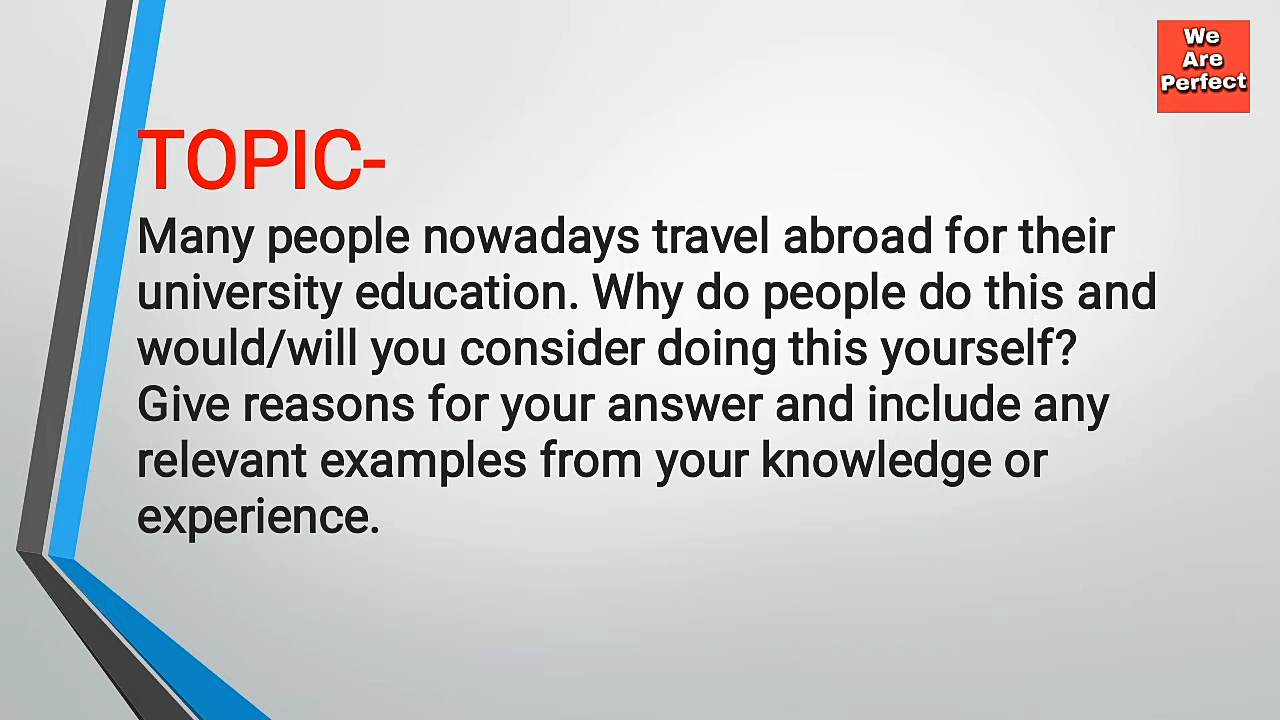 We
Are
Perfect
TOPIC-
Many people nowadays travel abroad for their
university education. Why do people do this and
would/will you consider doing this yourself?
Give reasons for your answer and include any
relevant examples from your knowledge or
experience.